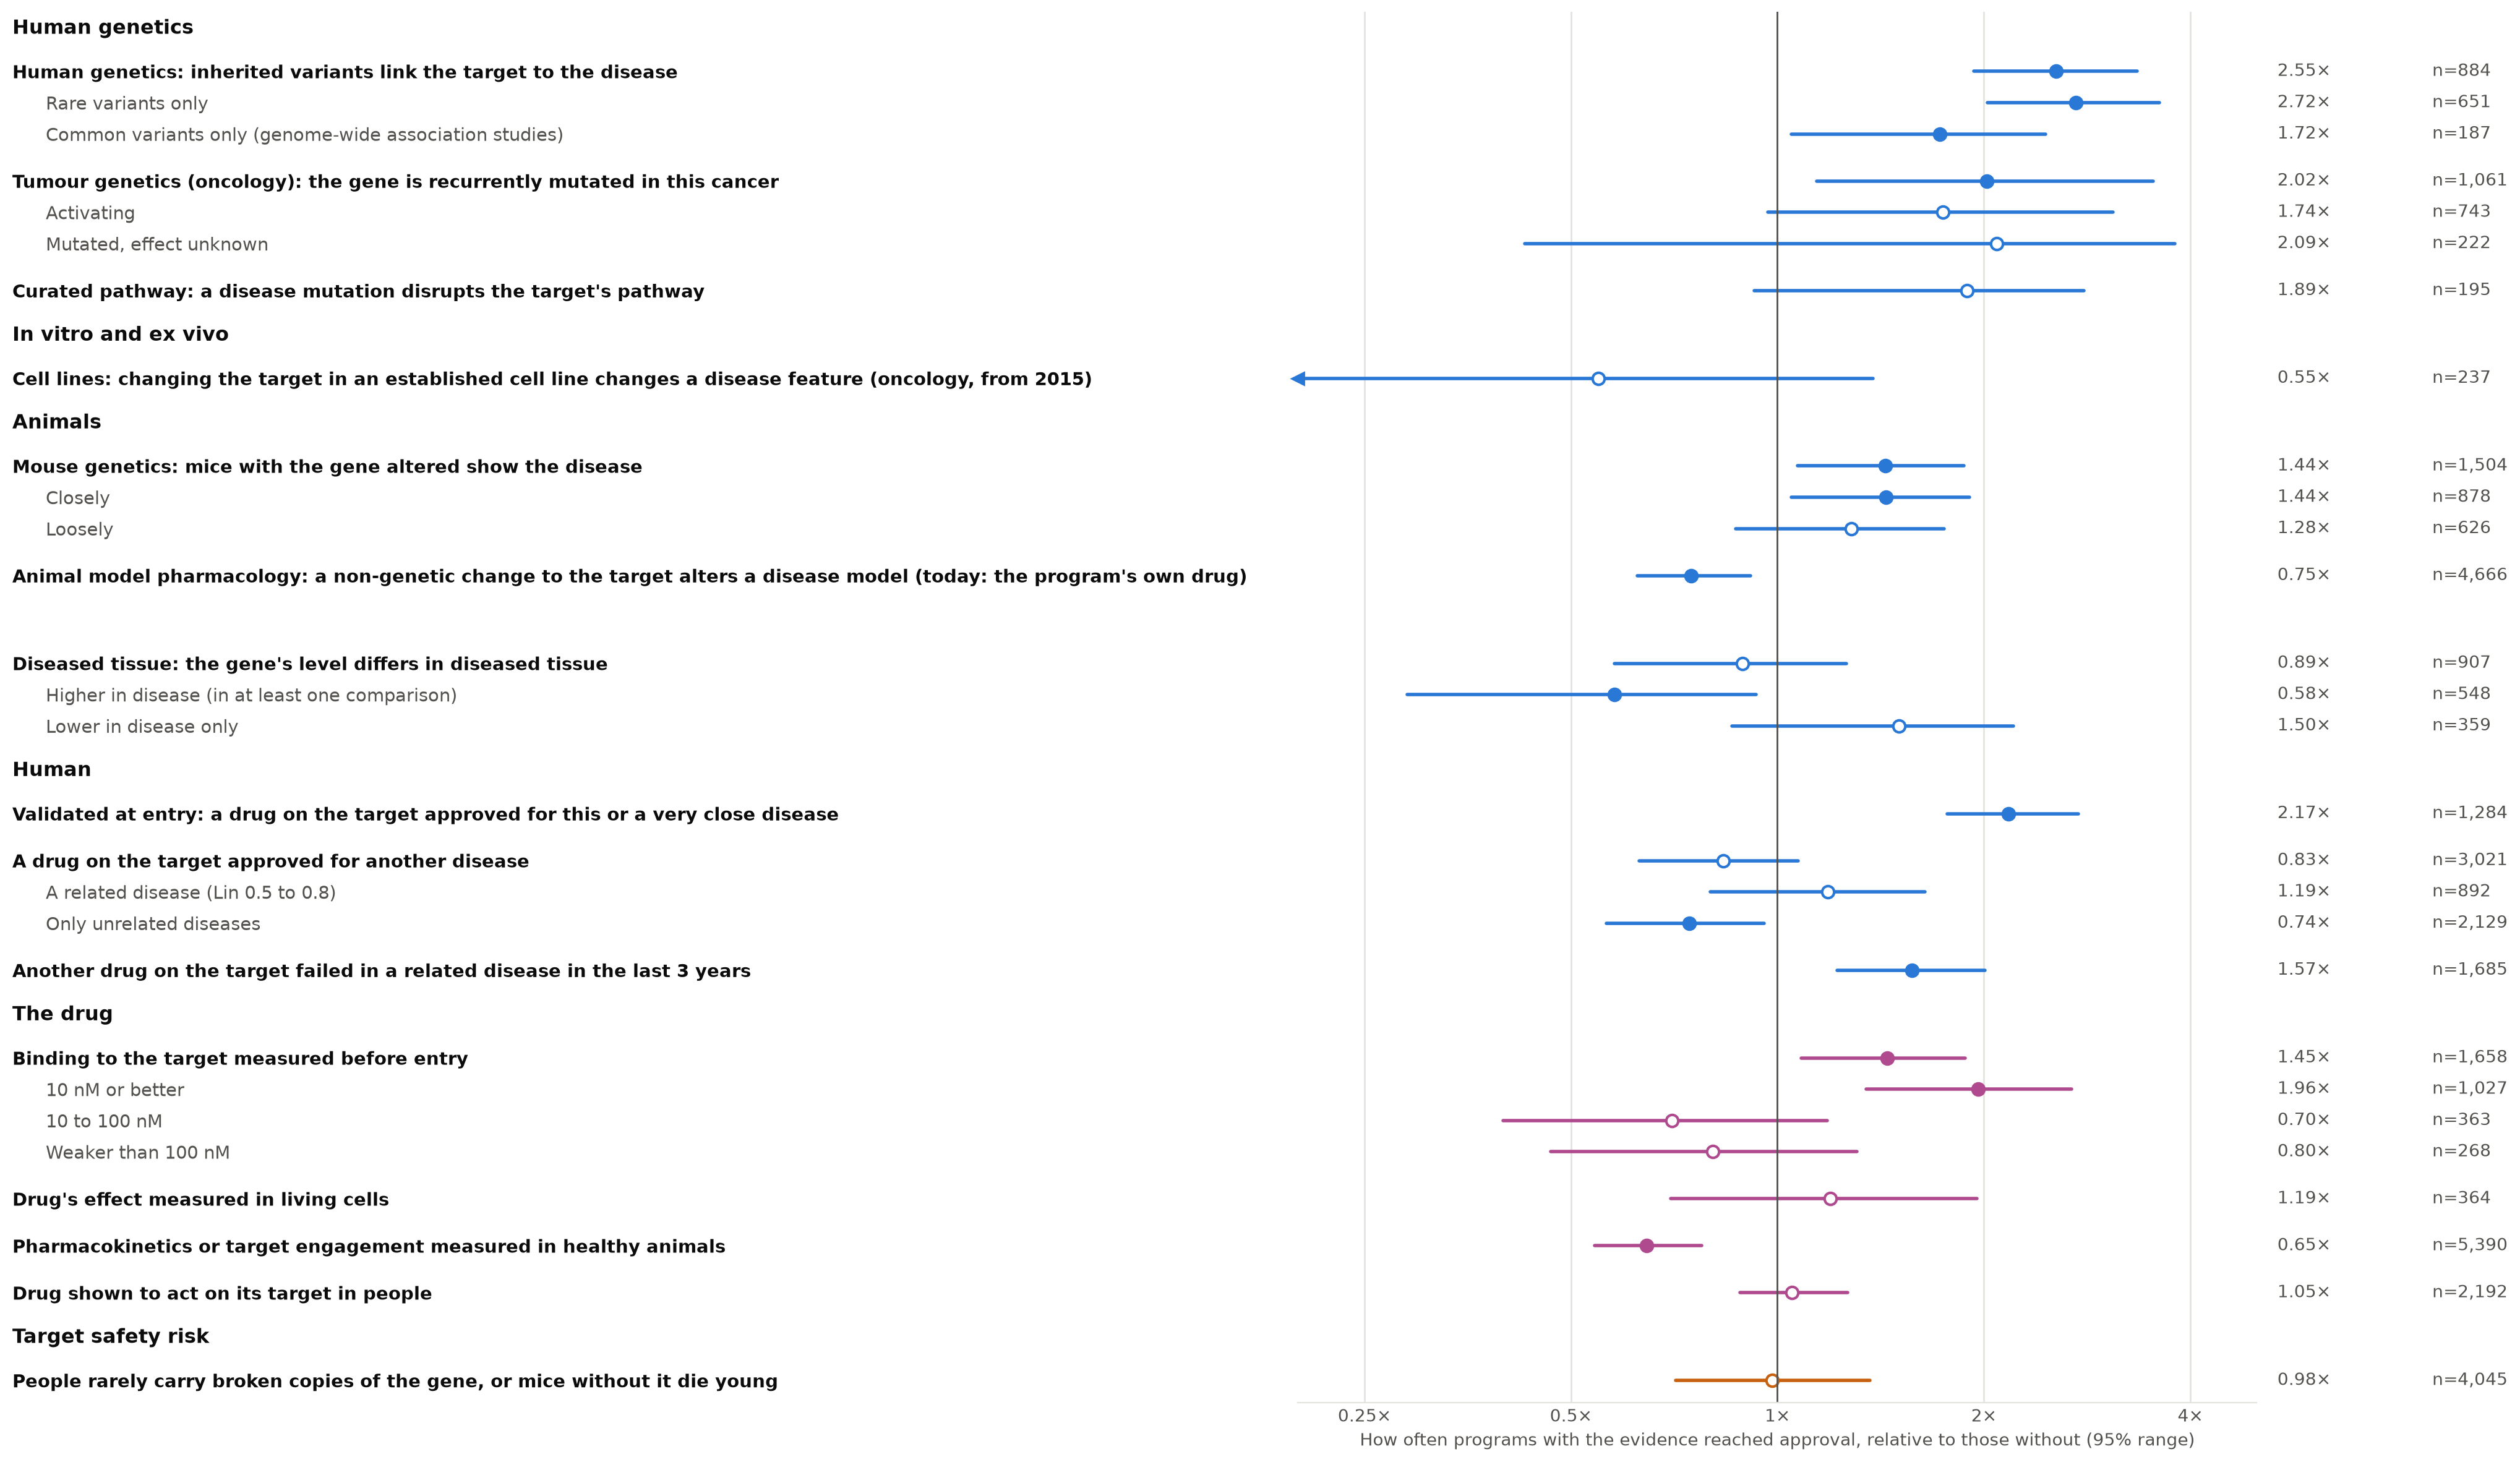 Human genetics
Human genetics: inherited variants link the target to the disease 2.55× n=884
Rare variants only 2.72× n=651
Common variants only (genome-wide association studies) 1.72× n=187
Tumour genetics (oncology): the gene is recurrently mutated in this cancer 2.02× n=1,061
Activating 1.74× n=743
Mutated, effect unknown 2.09× n=222
Curated pathway: a disease mutation disrupts the target's pathway 1.89× n=195
In vitro and ex vivo
Cell lines: changing the target in an established cell line changes a disease feature (oncology, from 2015) 0.55× n=237
Animals
Mouse genetics: mice with the gene altered show the disease 1.44× n=1,504
Closely 1.44× n=878
Loosely 1.28× n=626
Animal model pharmacology: a non-genetic change to the target alters a disease model (today: the program's own drug) 0.75× n=4,666
Diseased tissue: the gene's level differs in diseased tissue 0.89× n=907
Higher in disease (in at least one comparison) 0.58× n=548
Lower in disease only 1.50× n=359
Human
Validated at entry: a drug on the target approved for this or a very close disease 2.17× n=1,284
A drug on the target approved for another disease 0.83× n=3,021
A related disease (Lin 0.5 to 0.8) 1.19× n=892
Only unrelated diseases 0.74× n=2,129
Another drug on the target failed in a related disease in the last 3 years 1.57× n=1,685
The drug
Binding to the target measured before entry 1.45× n=1,658
10 nM or better 1.96× n=1,027
10 to 100 nM 0.70× n=363
Weaker than 100 nM 0.80× n=268
Drug's effect measured in living cells 1.19× n=364
Pharmacokinetics or target engagement measured in healthy animals 0.65× n=5,390
Drug shown to act on its target in people 1.05× n=2,192
Target safety risk
People rarely carry broken copies of the gene, or mice without it die young 0.98× n=4,045
0.25× 0.5× 1× 2× 4×
How often programs with the evidence reached approval, relative to those without (95% range)